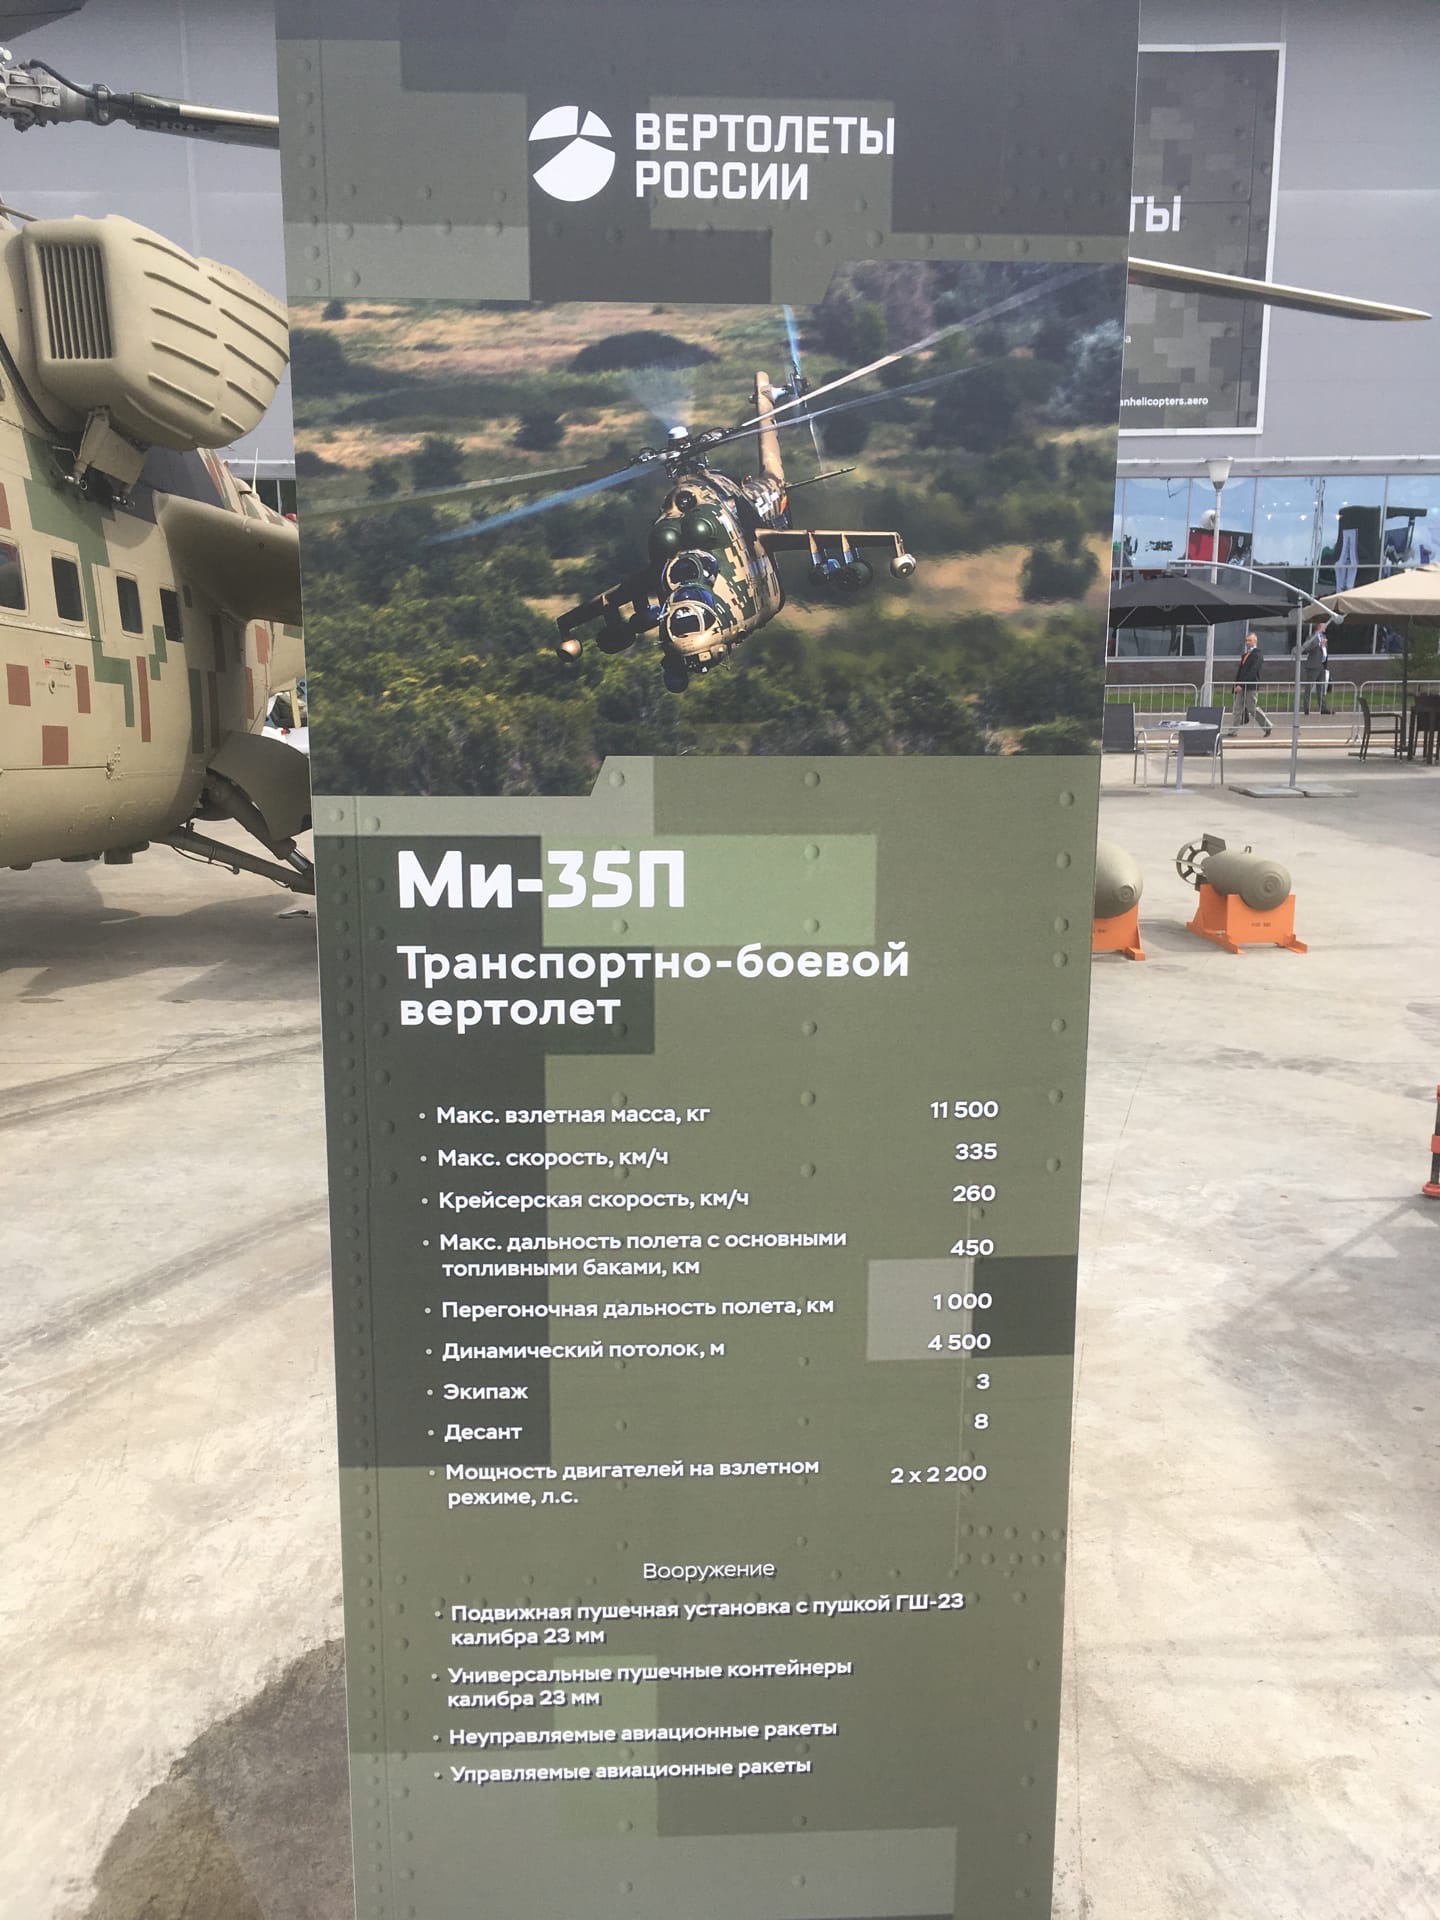 ВЕРТОЛЕТЫ
РОССИИ
ТЫ
anhelicopters.aero
Ми-35П
Транспортно-боевой
вертолет
• Макс. взлетная масса, кг 11 500
• Макс. скорость, км/ч 335
• Крейсерская скорость, км/ч 260
• Макс. дальность полета с основными
топливными баками, км 450
• Перегоночная дальность полета, км 1 000
• Динамический потолок, м 4 500
• Экипаж 3
• Десант 8
• Мощность двигателей на взлетном
режиме, л.с. 2 x 2 200
Вооружение
• Подвижная пушечная установка с пушкой ГШ-23
калибра 23 мм
• Универсальные пушечные контейнеры
калибра 23 мм
• Неуправляемые авиационные ракеты
• Управляемые авиационные ракеты